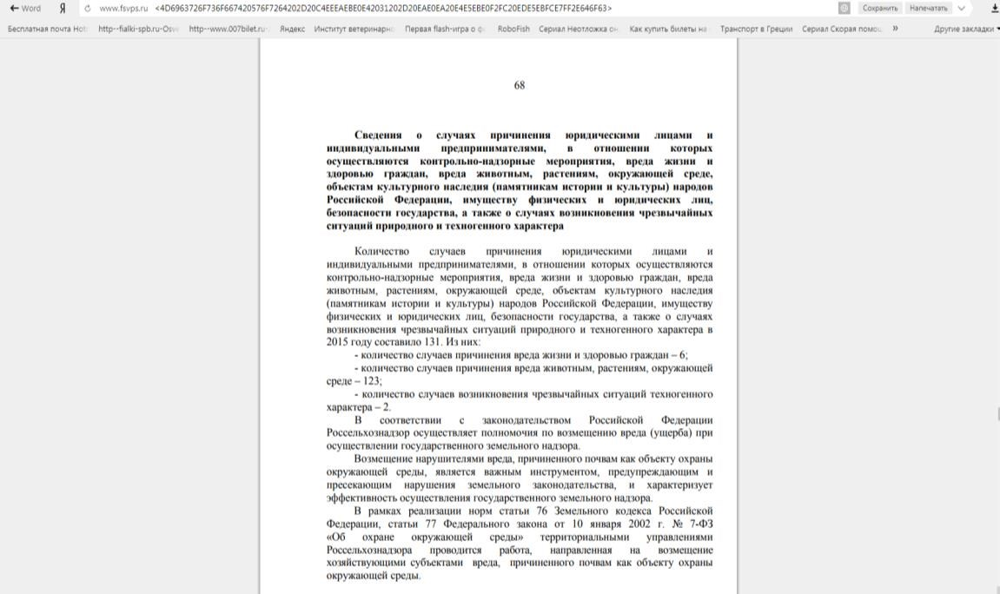 Word
Я
www.fsvps.ru <4D6963726F736F667420576F7264202D20C4EEEAEBE0E42031202D20EAE0EA20E4E5EBE0F2FC20EDE5EBFCE7FF2E646F63>
Сохранить
Напечатать
Бесплатная почта Hot
http--fialki-spb.ru-Osve
http--www.007bilet.ru-
Яндекс
Институт ветеринарно
Первая flash-игра о ф
RoboFish
Сериал Неотложка он
Как купить билеты на
Транспорт в Греции
Сериал Скорая помощ
»
Другие закладки
68
Сведения о случаях причинения юридическими лицами и
индивидуальными предпринимателями, в отношении которых
осуществляются контрольно-надзорные мероприятия, вреда жизни и
здоровью граждан, вреда животным, растениям, окружающей среде,
объектам культурного наследия (памятникам истории и культуры) народов
Российской Федерации, имуществу физических и юридических лиц,
безопасности государства, а также о случаях возникновения чрезвычайных
ситуаций природного и техногенного характера
Количество случаев причинения юридическими лицами и
индивидуальными предпринимателями, в отношении которых осуществляются
контрольно-надзорные мероприятия, вреда жизни и здоровью граждан, вреда
животным, растениям, окружающей среде, объектам культурного наследия
(памятникам истории и культуры) народов Российской Федерации, имуществу
физических и юридических лиц, безопасности государства, а также о случаях
возникновения чрезвычайных ситуаций природного и техногенного характера в
2015 году составило 131. Из них:
- количество случаев причинения вреда жизни и здоровью граждан – 6;
- количество случаев причинения вреда животным, растениям, окружающей
среде – 123;
- количество случаев возникновения чрезвычайных ситуаций техногенного
характера – 2.
В соответствии с законодательством Российской Федерации
Россельхознадзор осуществляет полномочия по возмещению вреда (ущерба) при
осуществлении государственного земельного надзора.
Возмещение нарушителями вреда, причиненного почвам как объекту охраны
окружающей среды, является важным инструментом, предупреждающим и
пресекающим нарушения земельного законодательства, и характеризует
эффективность осуществления государственного земельного надзора.
В рамках реализации норм статьи 76 Земельного кодекса Российской
Федерации, статьи 77 Федерального закона от 10 января 2002 г. № 7-ФЗ
«Об охране окружающей среды» территориальными управлениями
Россельхознадзора проводится работа, направленная на возмещение
хозяйствующими субъектами вреда, причиненного почвам как объекту охраны
окружающей среды.